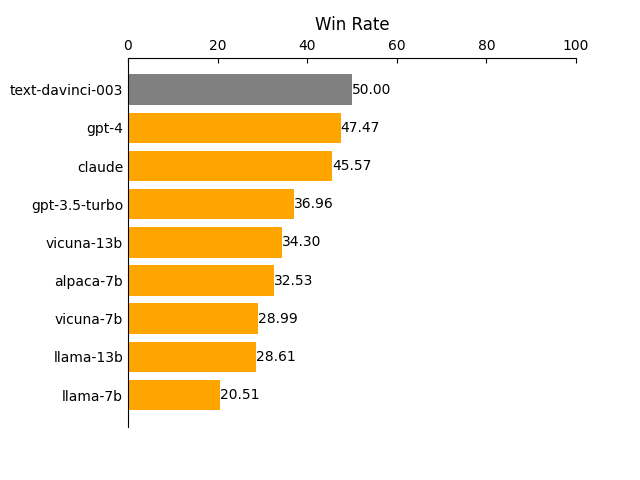 Win Rate
0 20 40 60 80 100
text-davinci-003 50.00
gpt-4 47.47
claude 45.57
gpt-3.5-turbo 36.96
vicuna-13b 34.30
alpaca-7b 32.53
vicuna-7b 28.99
llama-13b 28.61
llama-7b 20.51